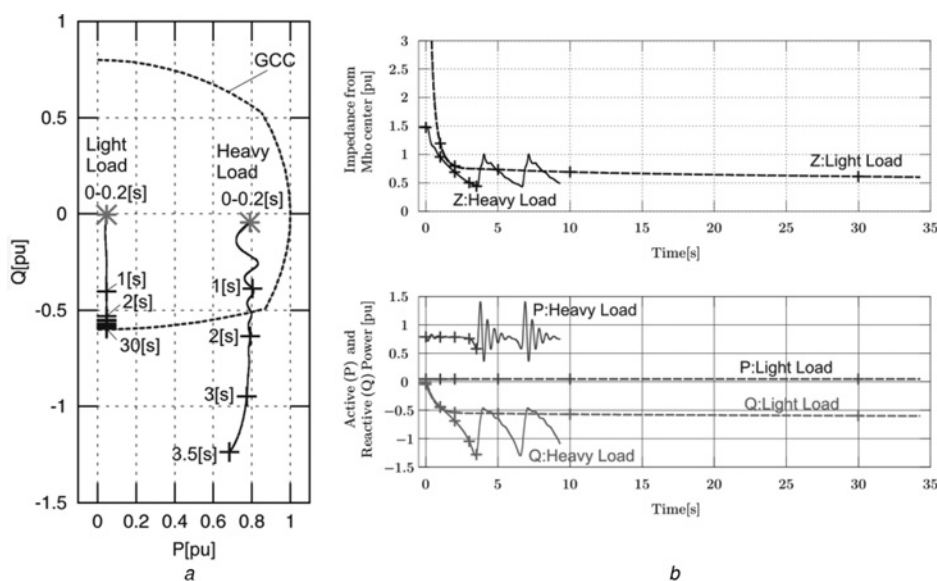 a
1
0.5
0
-0.5
-1
-1.5
Q[pu]
GCC
Light
Load
0-0.2[s]
Heavy
Load
0-0.2[s]
1[s]
2[s]
30[s]
1[s]
2[s]
3[s]
3.5[s]
0 0.2 0.4 0.6 0.8 1
P[pu]
a
3
2.5
2
1.5
1
0.5
0
Impedance from
Mho center [pu]
Z:Light Load
Z:Heavy Load
0 5 10 15 20 25 30 35
Time[s]
1.5
1
0.5
0
−0.5
−1
−1.5
Active (P) and
Reactive (Q) Power [pu]
P:Heavy Load
P:Light Load
Q:Light Load
Q:Heavy Load
0 5 10 15 20 25 30 35
Time[s]
b